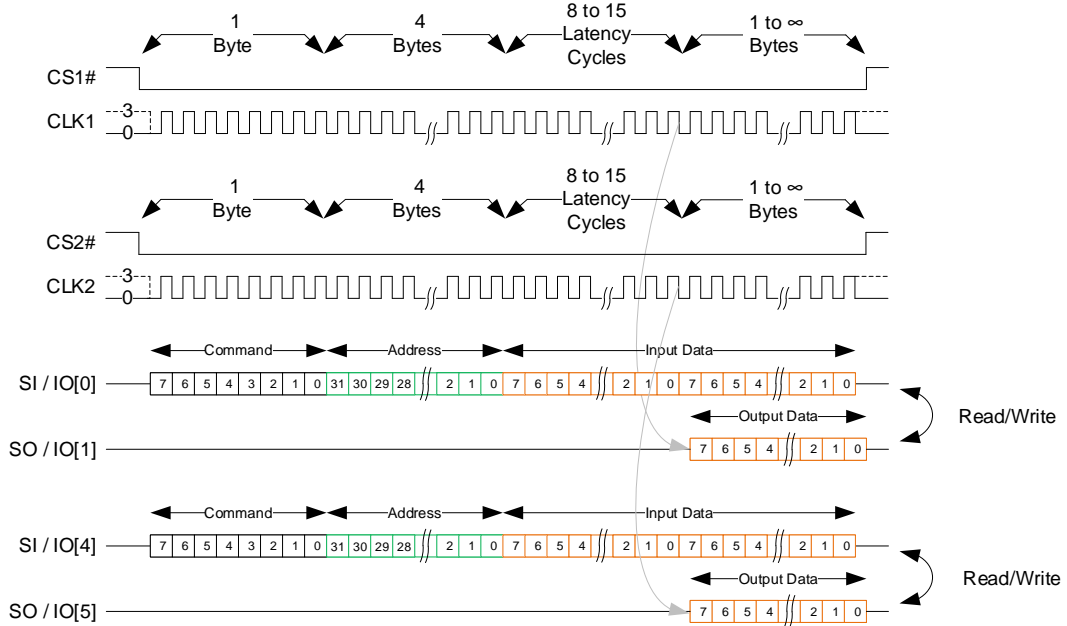 1 Byte
4 Bytes
8 to 15 Latency Cycles
1 to ∞ Bytes
CS1#
CLK1
3
0
1 Byte
4 Bytes
8 to 15 Latency Cycles
1 to ∞ Bytes
CS2#
CLK2
3
0
Command Address Input Data
SI / IO[0] 7 6 5 4 3 2 1 0 31 30 29 28 2 1 0 7 6 5 4 2 1 0 7 6 5 4 2 1 0
Output Data
Read/Write
SO / IO[1] 7 6 5 4 2 1 0
Command Address Input Data
SI / IO[4] 7 6 5 4 3 2 1 0 31 30 29 28 2 1 0 7 6 5 4 2 1 0 7 6 5 4 2 1 0
Output Data
Read/Write
SO / IO[5] 7 6 5 4 2 1 0